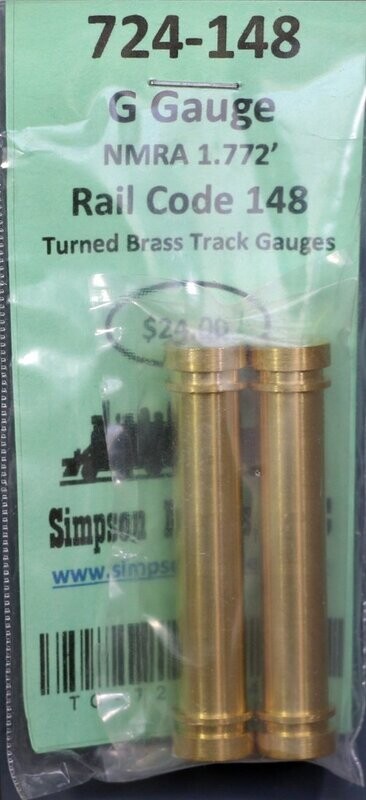 724-148
G Gauge
NMRA 1.772'
Rail Code 148
Turned Brass Track Gauges
$24.00
Simpson
www.simps